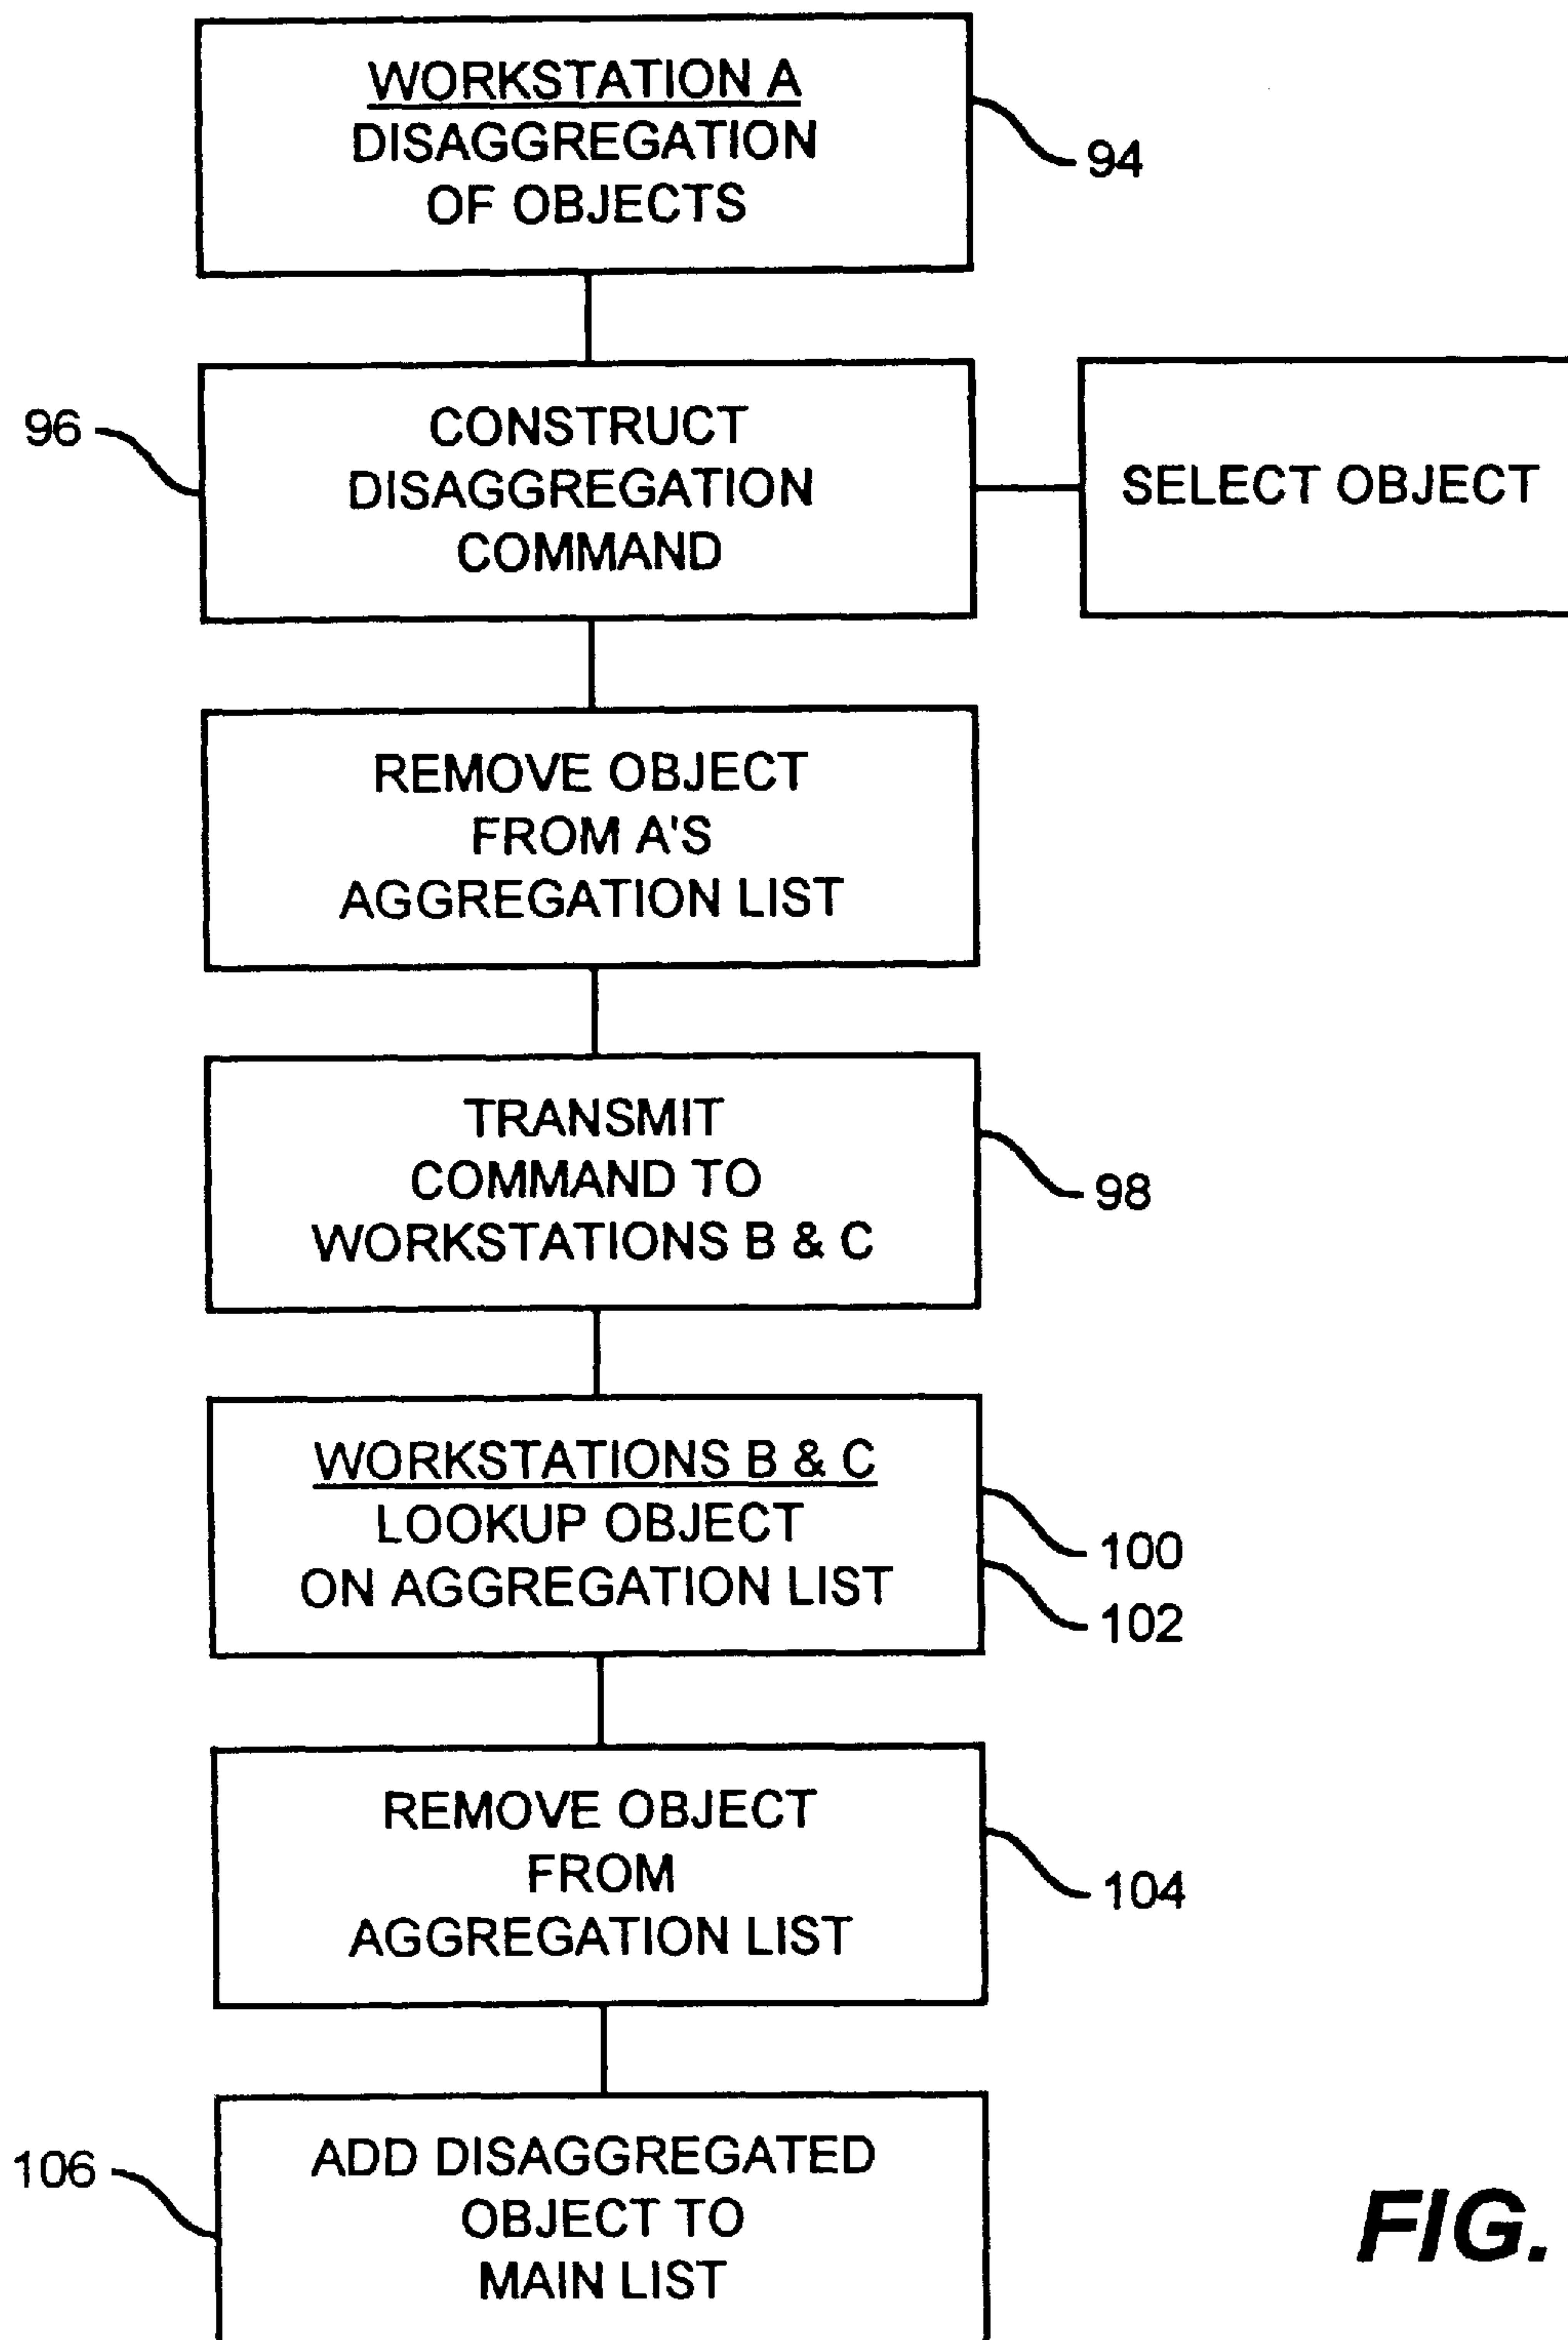 WORKSTATION A
DISAGGREGATION
OF OBJECTS
94
96
CONSTRUCT
DISAGGREGATION
COMMAND
SELECT OBJECT
REMOVE OBJECT
FROM A'S
AGGREGATION LIST
TRANSMIT
COMMAND TO
WORKSTATIONS B & C
98
WORKSTATIONS B & C
LOOKUP OBJECT
ON AGGREGATION LIST
100
102
REMOVE OBJECT
FROM
AGGREGATION LIST
104
106
ADD DISAGGREGATED
OBJECT TO
MAIN LIST
FIG.